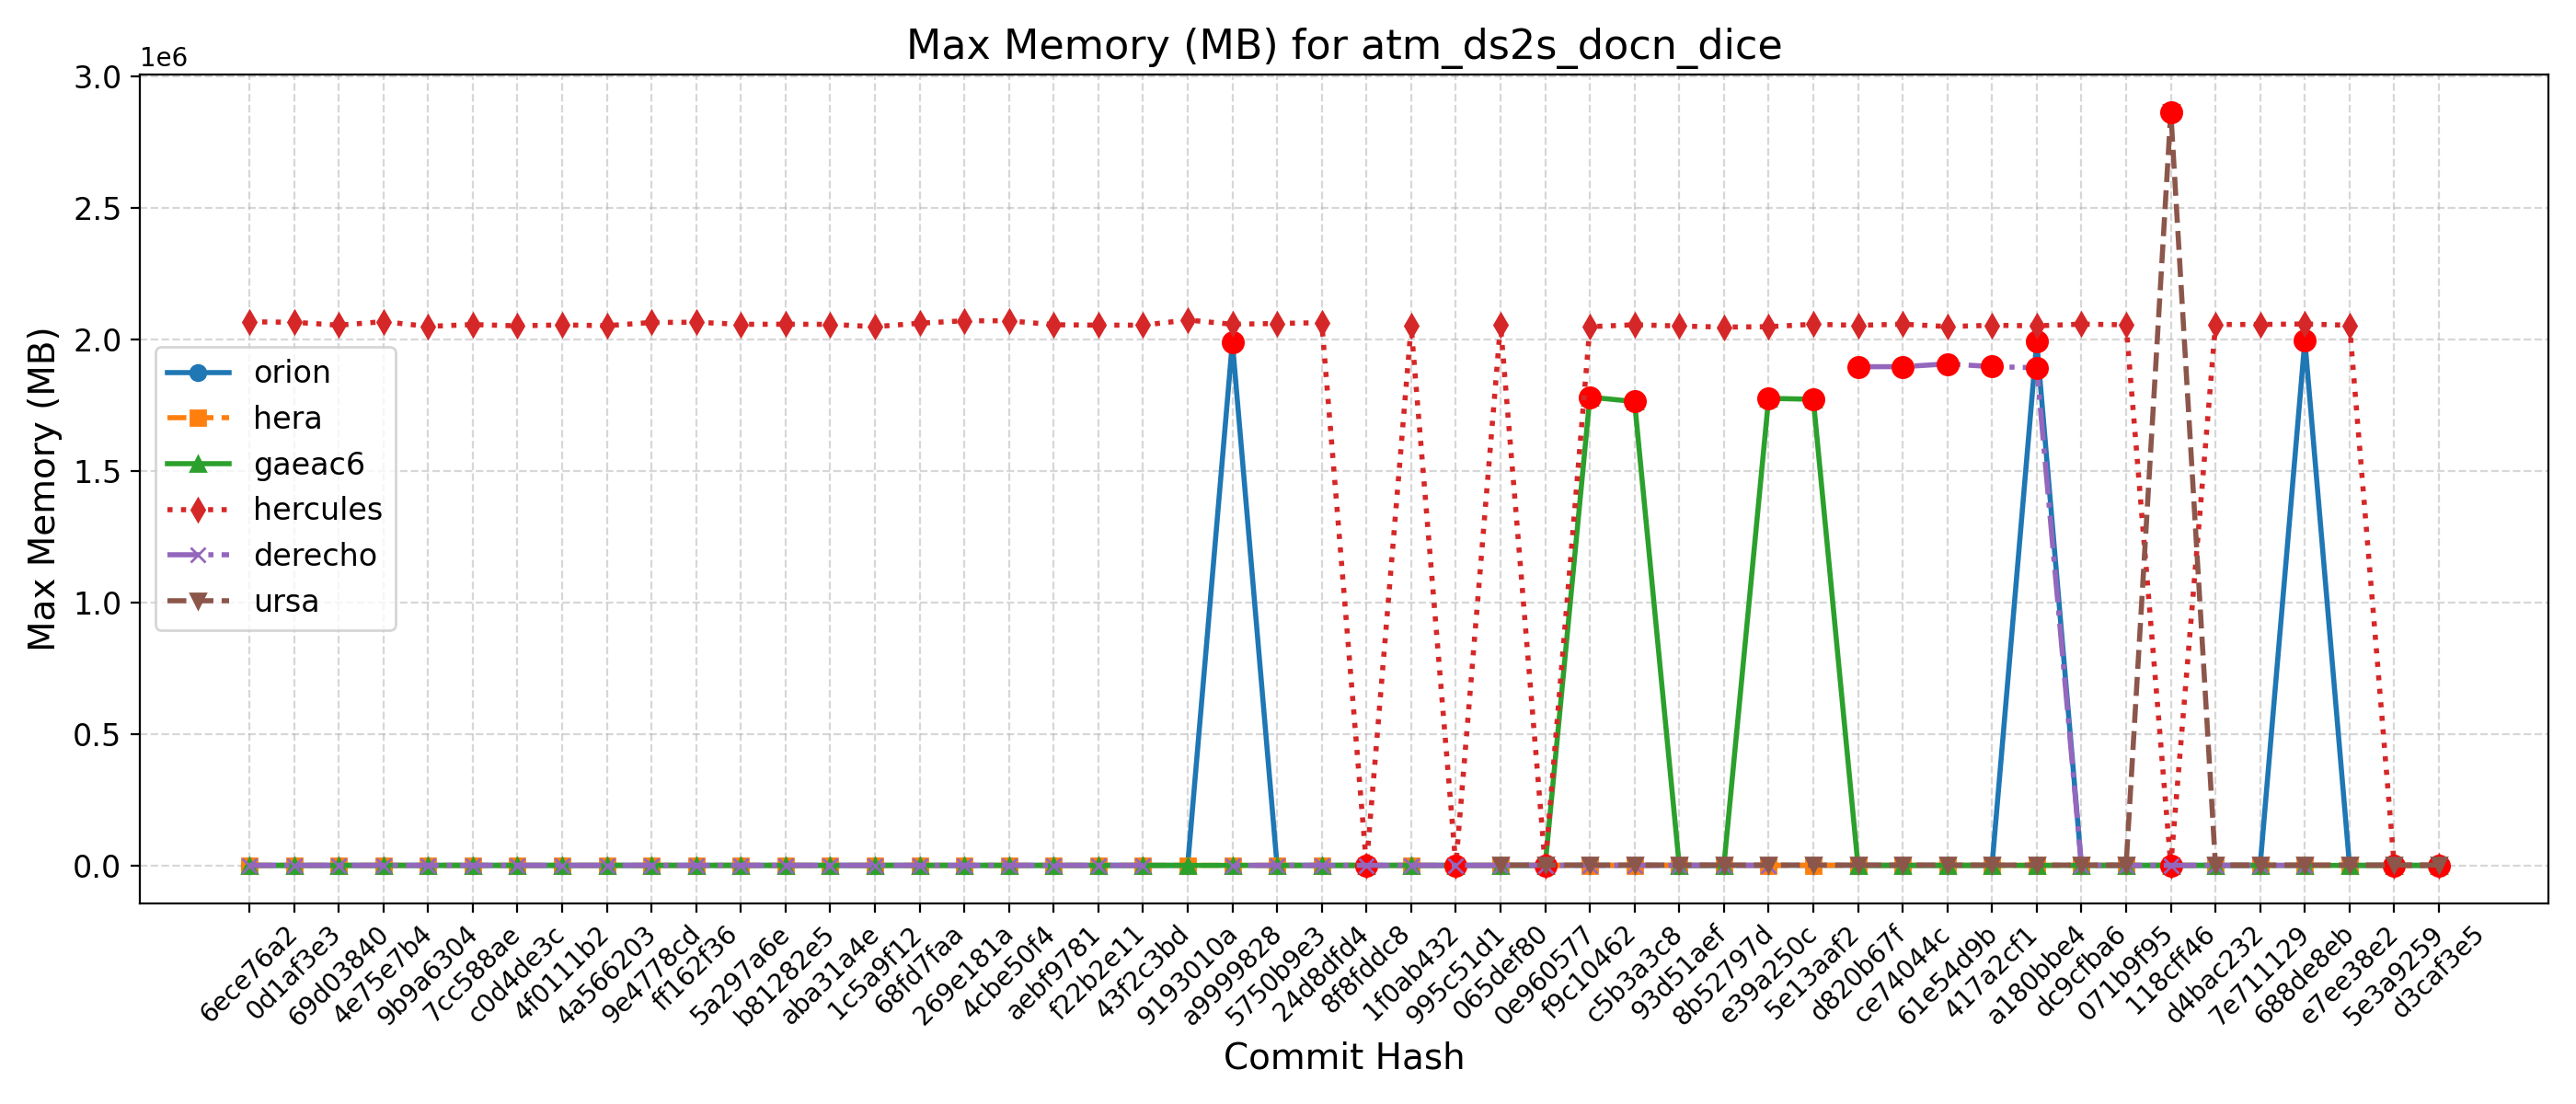 Max Memory (MB) for atm_ds2s_docn_dice
1e6
3.0
2.5
2.0
1.5
1.0
0.5
0.0
Max Memory (MB)
orion
hera
gaeac6
hercules
derecho
ursa
6ece76a2
0d1af3e3
69d03840
4e75e7b4
9b9a6304
7cc588ae
c0d4de3c
4f0111b2
4a566203
9e4778cd
ff162f36
5a297a6e
b81282e5
aba31a4e
1c5a9f12
68fd7faa
269e181a
4cbe50f4
aebf9781
f22b2e11
43f2c3bd
9193010a
a9999828
5750b9e3
24d8dfd4
8f8fddc8
1f0ab432
995c51d1
065def80
0e960577
f9c10462
c5b3a3c8
93d51aef
8b52797d
e39a250c
5e13aaf2
d820b67f
ce74044c
61e54d9b
417a2cf1
a180bbe4
dc9cfba6
071b9f95
118cff46
d4bac232
7e711129
688de8eb
e7ee38e2
5e3a9259
d3caf3e5
Commit Hash